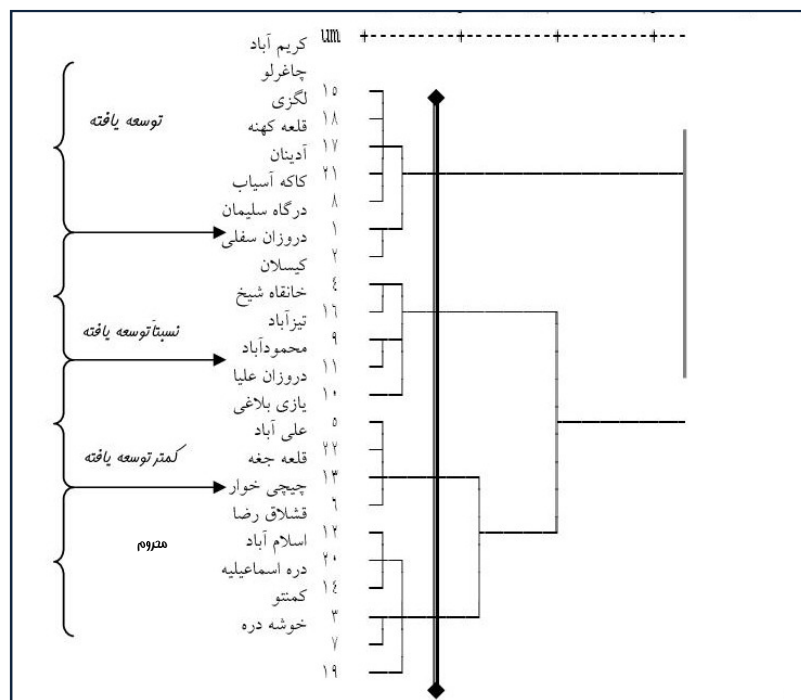 um
کریم آباد
چاغرلو
لگزی
قلعه کهنه
آدینان
کاکه آسیاب
درگاه سلیمان
دروزان سفلی
کیسلان
خانقاه شیخ
تیزآباد
محمودآباد
دروزان علیا
یازی بلاغی
علی آباد
قلعه جغه
چیچی خوار
قشلاق رضا
اسلام آباد
دره اسماعیلیه
کمنتو
خوشه دره
۱۵
۱۸
۱۷
۲۱
۸
۱
۲
٤
۱۶
۹
۱۱
۱۰
۵
۲۲
۱۳
۶
۱۲
۲۰
۱٤
۳
۷
۱۹
توسعه یافته
نسبتاً توسعه یافته
کمتر توسعه یافته
محروم